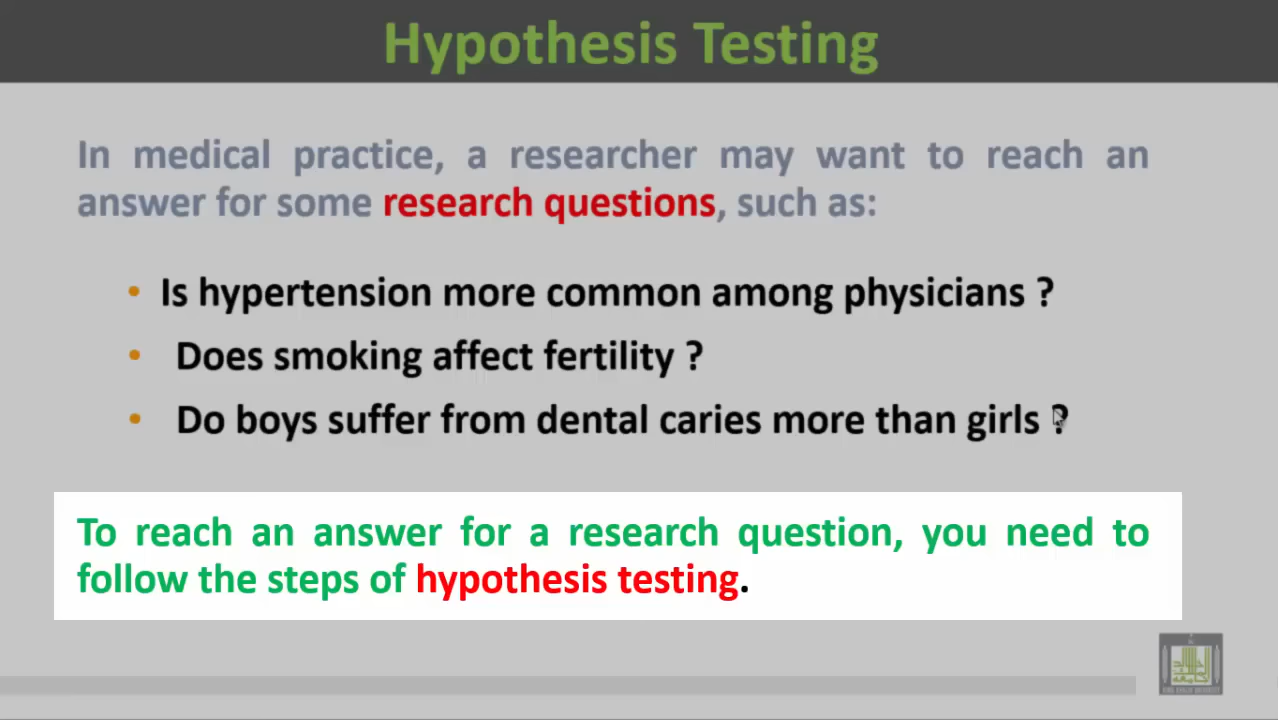 Hypothesis Testing
In medical practice, a researcher may want to reach an
answer for some research questions, such as:
• Is hypertension more common among physicians ?
• Does smoking affect fertility ?
• Do boys suffer from dental caries more than girls ?
To reach an answer for a research question, you need to
follow the steps of hypothesis testing.